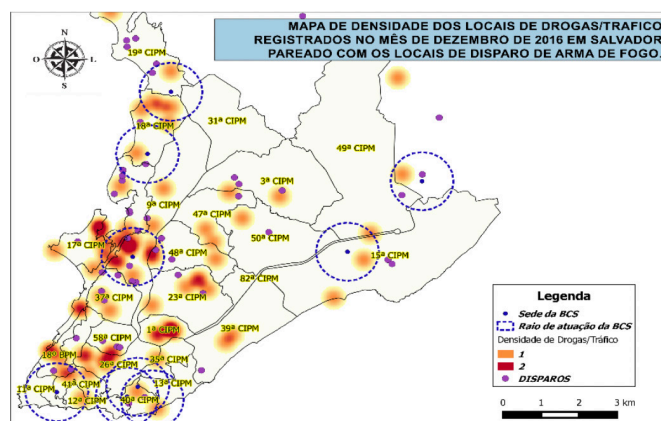 MAPA DE DENSIDADE DOS LOCAIS DE DROGAS/TRAFICO
REGISTRADOS NO MÊS DE DEZEMBRO DE 2016 EM SALVADOR
PAREADO COM OS LOCAIS DE DISPARO DE ARMA DE FOGO.
N
O
L
S
19ª CIPM
31ª CIPM
18ª CIPM
49ª CIPM
3ª CIPM
9ª CIPM
47ª CIPM
17ª CIPM
50ª CIPM
48ª CIPM
15ª CIPM
82ª CIPM
37ª CIPM
23ª CIPM
1ª CIPM
39ª CIPM
58ª CIPM
18º BPM
26ª CIPM
35ª CIPM
41ª CIPM
13ª CIPM
11ª CIPM
12ª CIPM
40ª CIPM
Legenda
Sede da BCS
Raio de atuação da BCS
Densidade de Drogas/Tráfico
1
2
DISPAROS
0 1 2 3 km